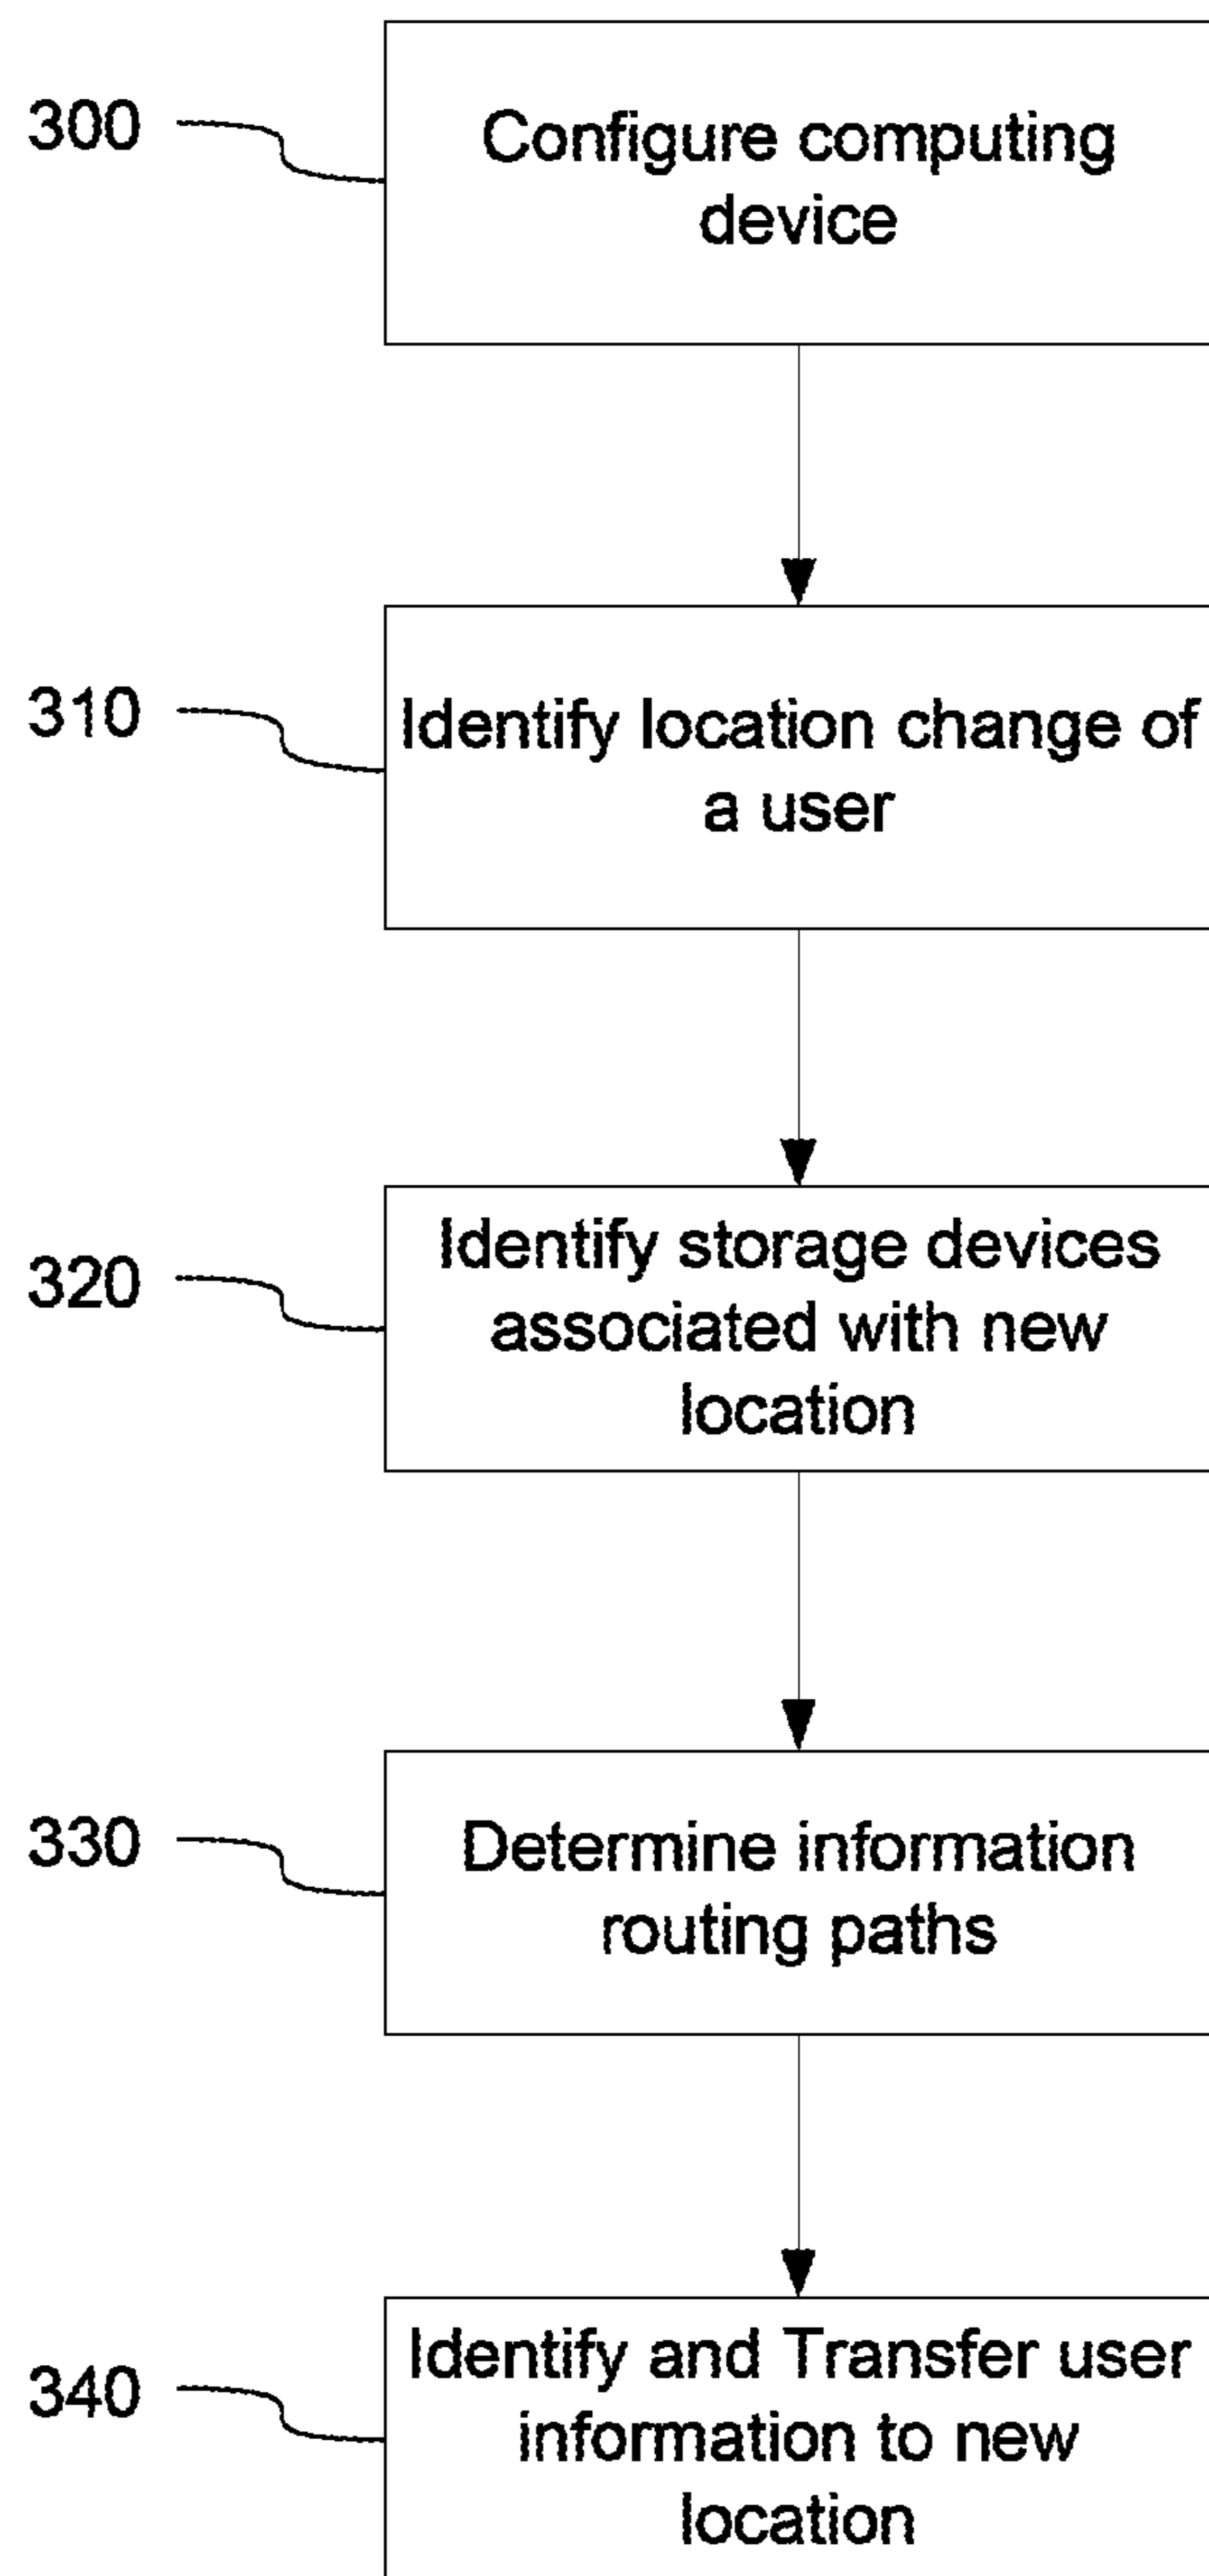 300
Configure computing
device
310
Identify location change of
a user
320
Identify storage devices
associated with new
location
330
Determine information
routing paths
340
Identify and Transfer user
information to new
location